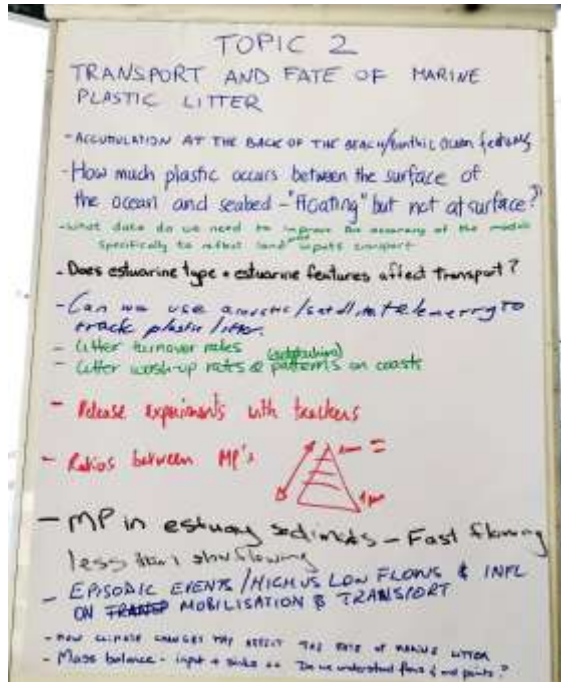 TOPIC 2
TRANSPORT AND FATE OF MARINE
PLASTIC LITTER
- ACCUMULATION AT THE BACK OF THE BEACH/benthic ocean features
- How much plastic occurs between the surface of
the ocean and seabed - "floating" but not at surface?
- What data do we need to improve the accuracy of the models
specifically to reflect land inputs transport
- Does estuarine type + estuarine features affect transport?
- Can we use acoustic/satellite telemetry to
track plastic litter.
- Litter turnover rates
- Litter wash-up rates & patterns on coasts
- Release experiments with trackers
- Ratios between MP's
- MP in estuary sediments - Fast flowing
less than slow flowing
- EPISODIC EVENTS/HIGH VS LOW FLOWS & INFL
ON MOBILISATION & TRANSPORT
- HOW CLIMATE CHANGES MAY AFFECT THE FATE OF MARINE LITTER
- Mass balance - input + sinks Do we understand flows & end points?